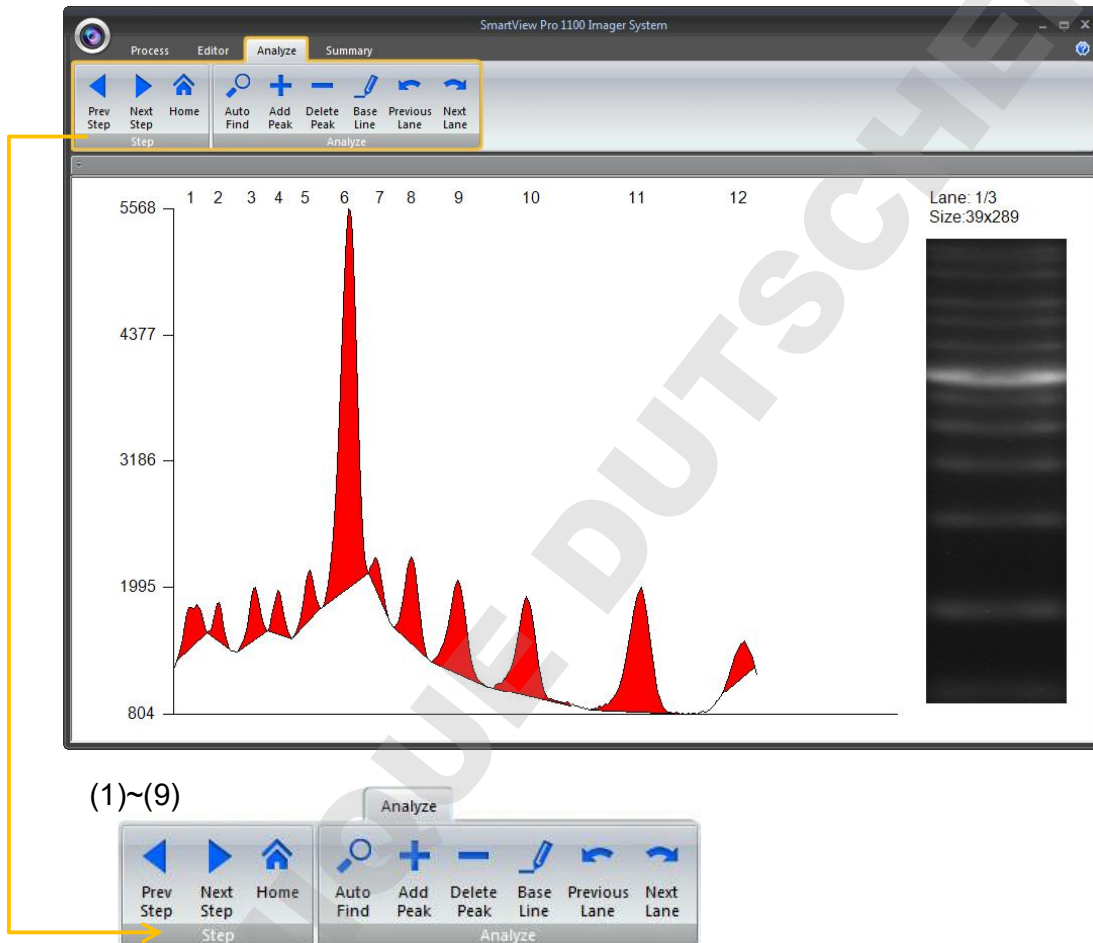 SmartView Pro 1100 Imager System
Process Editor Analyze Summary
Prev Step Next Step Home Auto Find Add Peak Delete Peak Base Line Previous Lane Next Lane
Step Analyze
1 2 3 4 5 6 7 8 9 10 11 12
5568
4377
3186
1995
804
Lane: 1/3
Size:39x289
(1)~(9)
Analyze
Prev Step Next Step Home Auto Find Add Peak Delete Peak Base Line Previous Lane Next Lane
Step Analyze
IQUE DUTSCHE